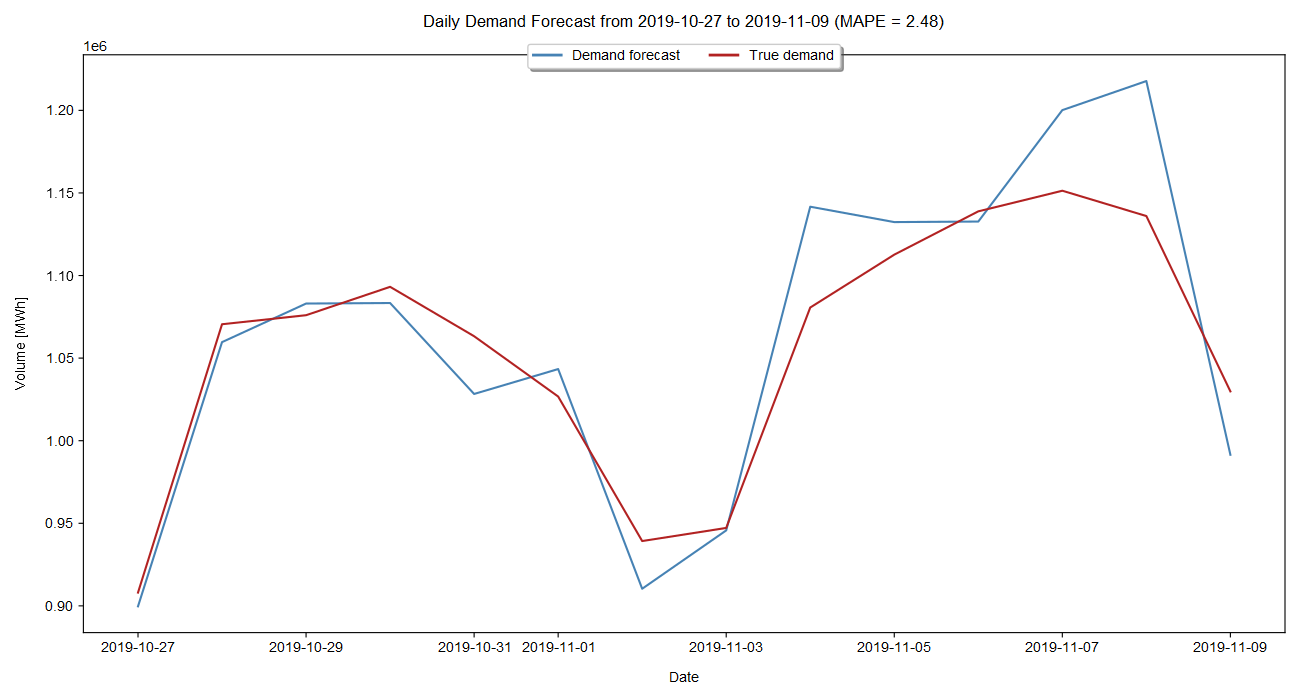 Daily Demand Forecast from 2019-10-27 to 2019-11-09 (MAPE = 2.48)
1e6
Demand forecast True demand
1.20
1.15
1.10
1.05
1.00
0.95
0.90
Volume [MWh]
2019-10-27 2019-10-29 2019-10-31 2019-11-01 2019-11-03 2019-11-05 2019-11-07 2019-11-09
Date